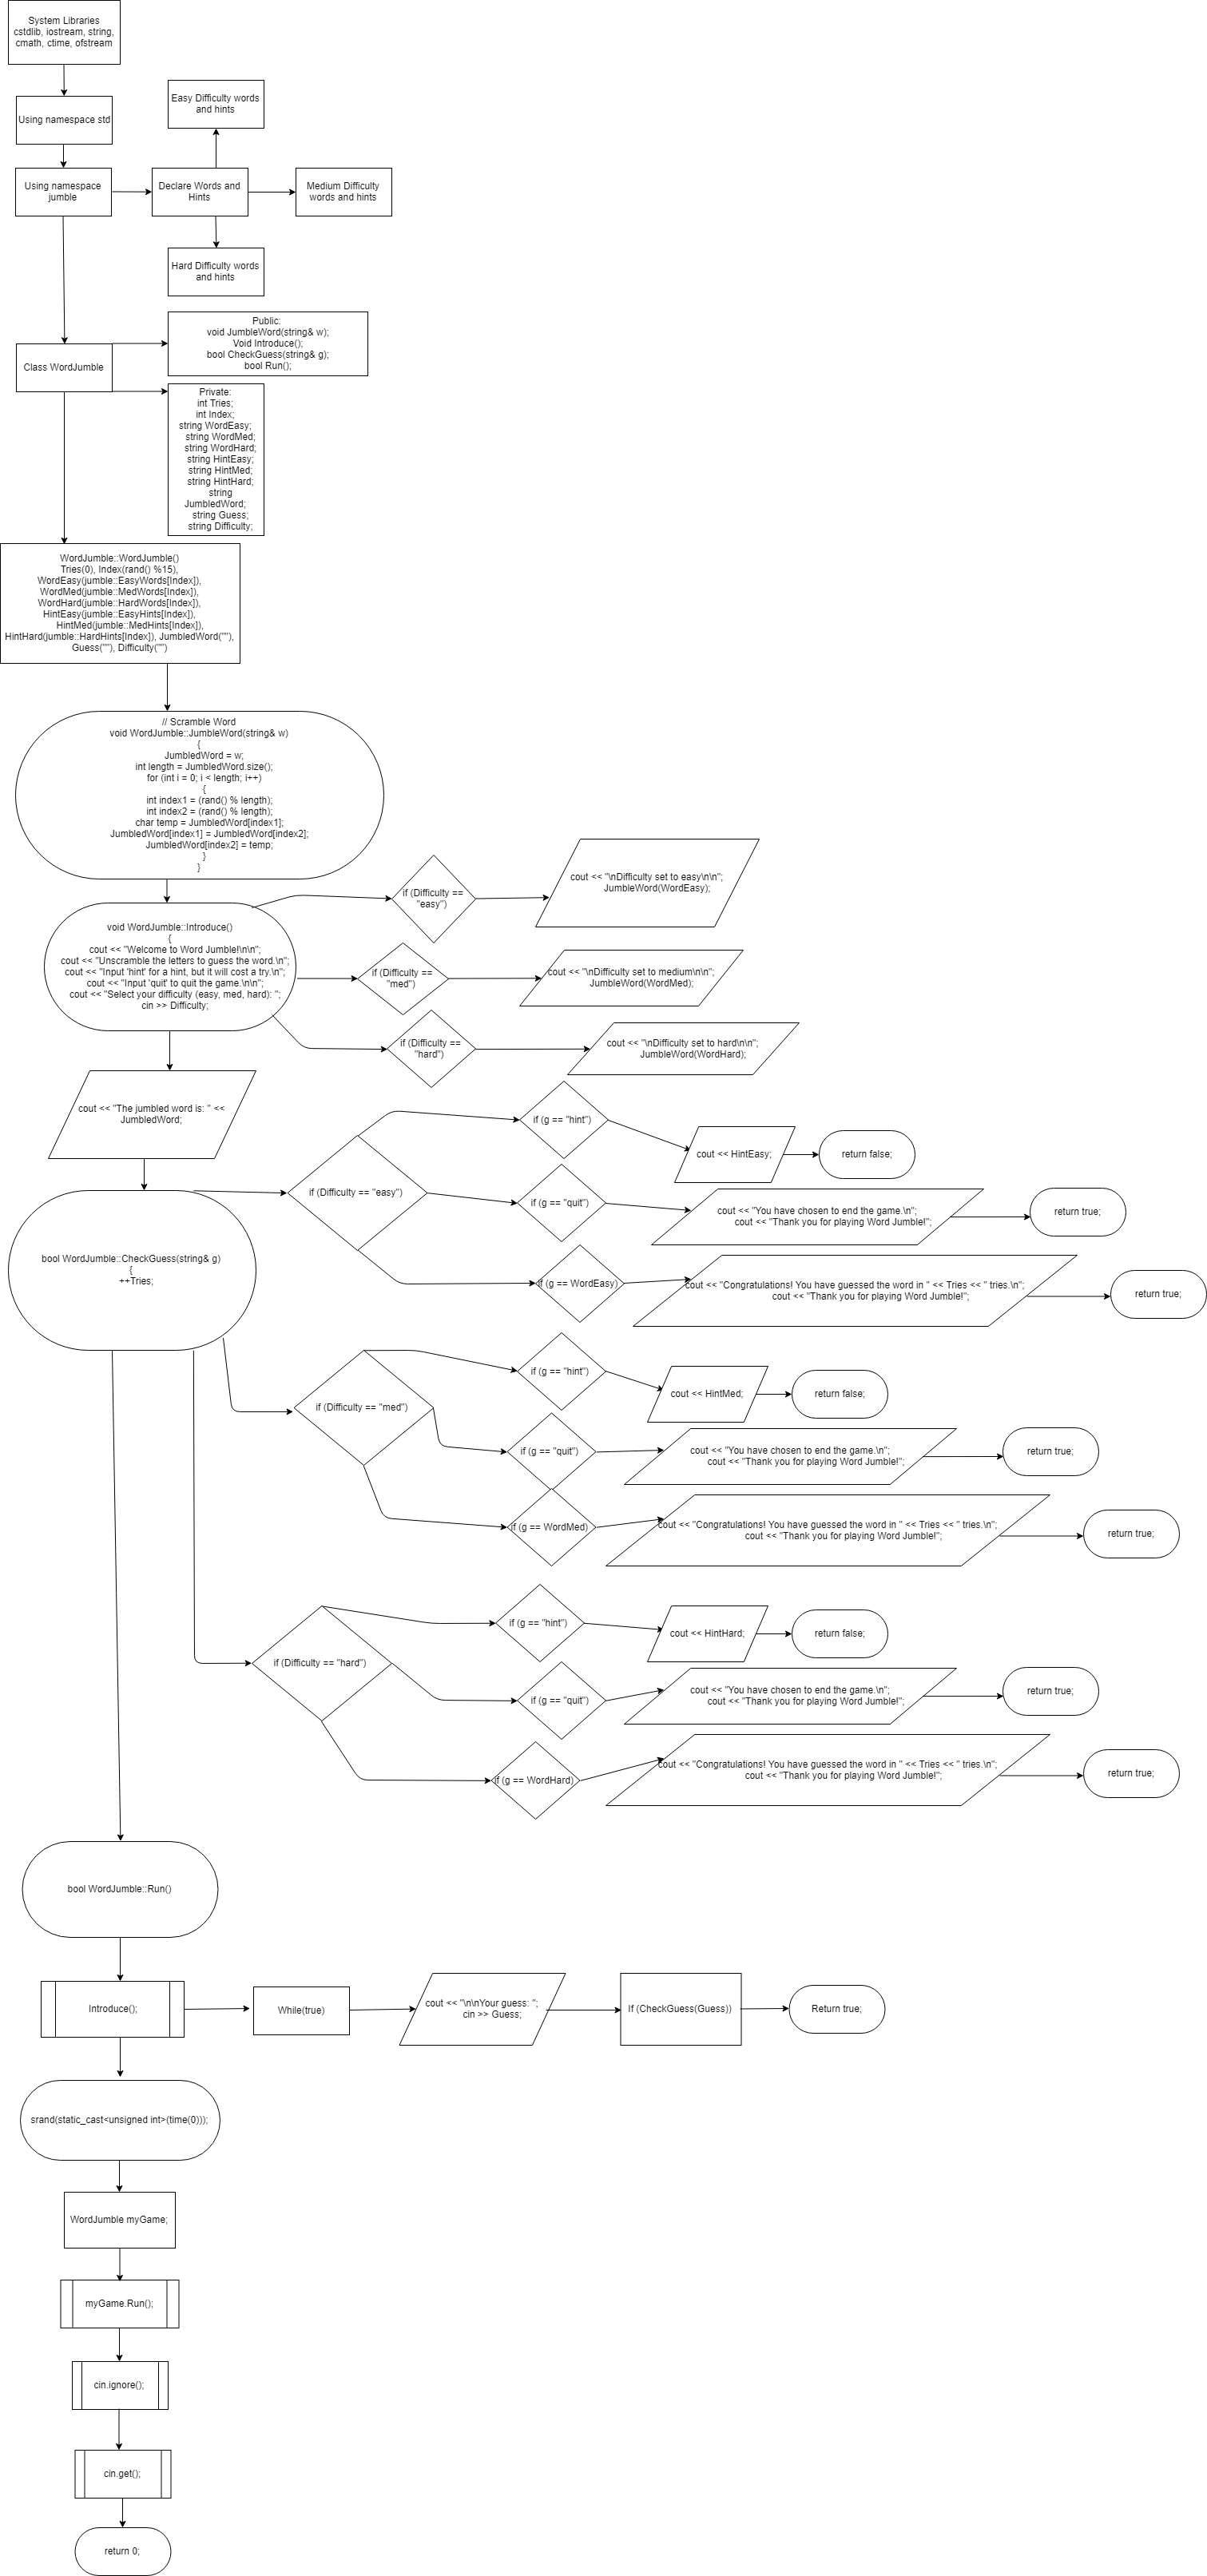 System Libraries
cstdlib, iostream, string,
cmath, ctime, ofstream
Using namespace std
Easy Difficulty words
and hints
Using namespace
jumble
Declare Words and
Hints
Medium Difficulty
words and hints
Hard Difficulty words
and hints
Class WordJumble
Public:
void JumbleWord(string& w);
Void Introduce();
bool CheckGuess(string& g);
bool Run();
Private:
int Tries;
int Index;
string WordEasy;
string WordMed;
string WordHard;
string HintEasy;
string HintMed;
string HintHard;
string
JumbledWord;
string Guess;
string Difficulty;
WordJumble::WordJumble()
Tries(0), Index(rand() %15),
WordEasy(jumble::EasyWords[Index]),
WordMed(jumble::MedWords[Index]),
WordHard(jumble::HardWords[Index]),
HintEasy(jumble::EasyHints[Index]),
HintMed(jumble::MedHints[Index]),
HintHard(jumble::HardHints[Index]), JumbledWord(""),
Guess(""), Difficulty("")
// Scramble Word
void WordJumble::JumbleWord(string& w)
{
JumbledWord = w;
int length = JumbledWord.size();
for (int i = 0; i < length; i++)
{
int index1 = (rand() % length);
int index2 = (rand() % length);
char temp = JumbledWord[index1];
JumbledWord[index1] = JumbledWord[index2];
JumbledWord[index2] = temp;
}
}
void WordJumble::Introduce()
{
cout << "Welcome to Word Jumble!\n\n";
cout << "Unscramble the letters to guess the word.\n";
cout << "Input 'hint' for a hint, but it will cost a try.\n";
cout << "Input 'quit' to quit the game.\n\n";
cout << "Select your difficulty (easy, med, hard): ";
cin >> Difficulty;
if (Difficulty ==
"easy")
cout << "\nDifficulty set to easy\n\n";
JumbleWord(WordEasy);
if (Difficulty ==
"med")
cout << "\nDifficulty set to medium\n\n";
JumbleWord(WordMed);
if (Difficulty ==
"hard")
cout << "\nDifficulty set to hard\n\n";
JumbleWord(WordHard);
cout << "The jumbled word is: " <<
JumbledWord;
bool WordJumble::CheckGuess(string& g)
{
++Tries;
if (Difficulty == "easy")
if (g == "hint")
cout << HintEasy;
return false;
if (g == "quit")
cout << "You have chosen to end the game.\n";
cout << "Thank you for playing Word Jumble!";
return true;
if (g == WordEasy)
cout << "Congratulations! You have guessed the word in " << Tries << " tries.\n";
cout << "Thank you for playing Word Jumble!";
return true;
if (Difficulty == "med")
if (g == "hint")
cout << HintMed;
return false;
if (g == "quit")
cout << "You have chosen to end the game.\n";
cout << "Thank you for playing Word Jumble!";
return true;
if (g == WordMed)
cout << "Congratulations! You have guessed the word in " << Tries << " tries.\n";
cout << "Thank you for playing Word Jumble!";
return true;
if (Difficulty == "hard")
if (g == "hint")
cout << HintHard;
return false;
if (g == "quit")
cout << "You have chosen to end the game.\n";
cout << "Thank you for playing Word Jumble!";
return true;
if (g == WordHard)
cout << "Congratulations! You have guessed the word in " << Tries << " tries.\n";
cout << "Thank you for playing Word Jumble!";
return true;
bool WordJumble::Run()
Introduce();
While(true)
cout << "\n\nYour guess: ";
cin >> Guess;
If (CheckGuess(Guess))
Return true;
srand(static_cast<unsigned int>(time(0)));
WordJumble myGame;
myGame.Run();
cin.ignore();
cin.get();
return 0;